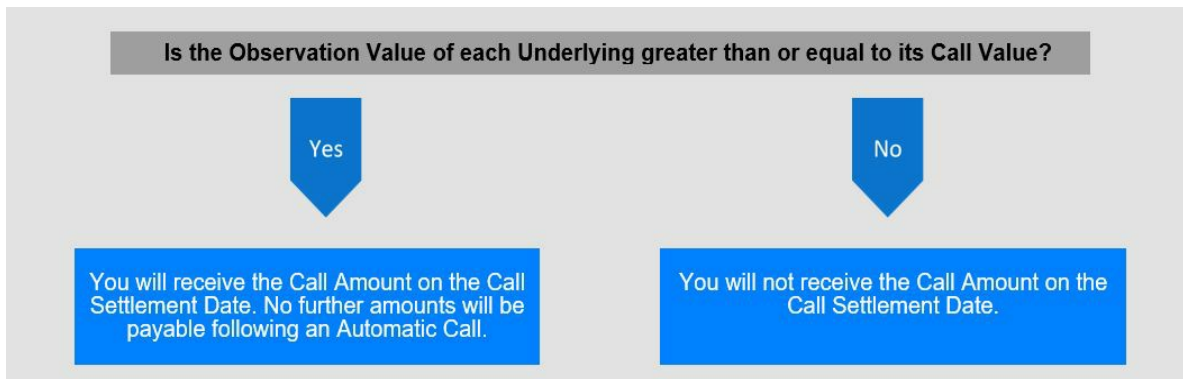 Is the Observation Value of each Underlying greater than or equal to its Call Value?
Yes
No
You will receive the Call Amount on the Call
Settlement Date. No further amounts will be
payable following an Automatic Call.
You will not receive the Call Amount on the
Call Settlement Date.